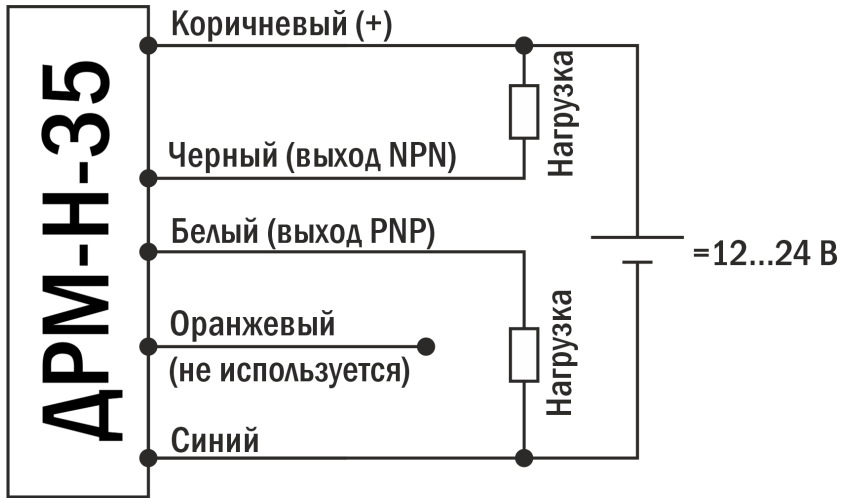 ДРМ-Н-35
Коричневый (+)
Нагрузка
Черный (выход NPN)
Белый (выход PNP)
=12...24 В
Оранжевый
(не используется)
Нагрузка
Синий